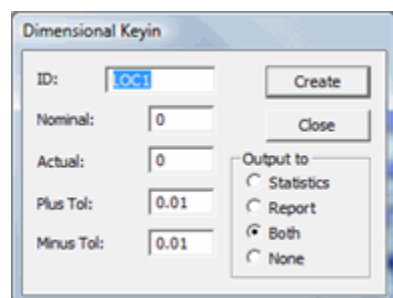 Dimensional Keyin
ID: LOC1
Create
Nominal: 0
Close
Actual: 0
Output to
Statistics
Plus Tol: 0.01
Report
Both
Minus Tol: 0.01
None